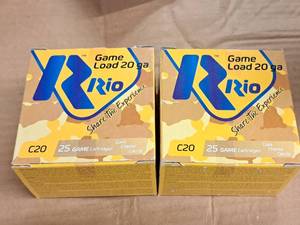 Game
Load 20 ga
Rio
Share The Experience
C20
25 GAME Cartridges
Game
Load 20 ga
Rio
Share The Experience
C20
25 GAME Cartridges